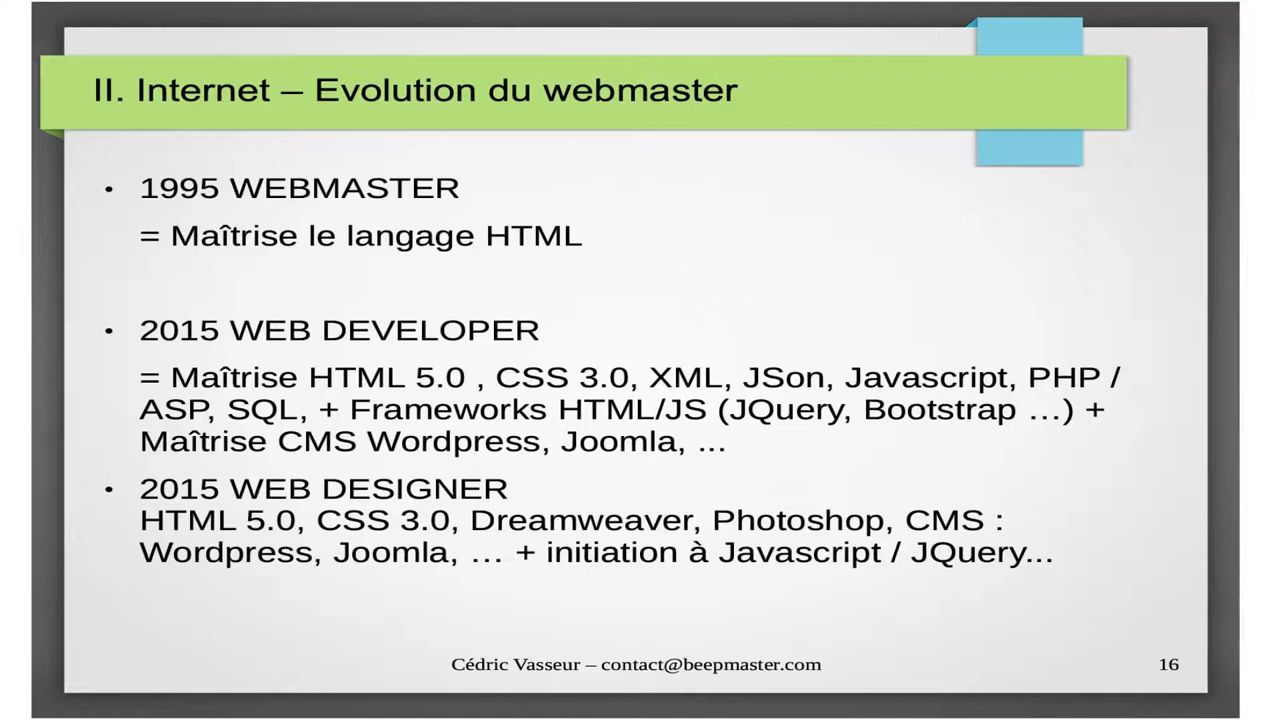 II. Internet – Evolution du webmaster
• 1995 WEBMASTER
= Maîtrise le langage HTML
• 2015 WEB DEVELOPER
= Maîtrise HTML 5.0 , CSS 3.0, XML, JSon, Javascript, PHP /
ASP, SQL, + Frameworks HTML/JS (JQuery, Bootstrap …) +
Maîtrise CMS Wordpress, Joomla, ...
• 2015 WEB DESIGNER
HTML 5.0, CSS 3.0, Dreamweaver, Photoshop, CMS :
Wordpress, Joomla, … + initiation à Javascript / JQuery...
Cédric Vasseur – contact@beepmaster.com 16